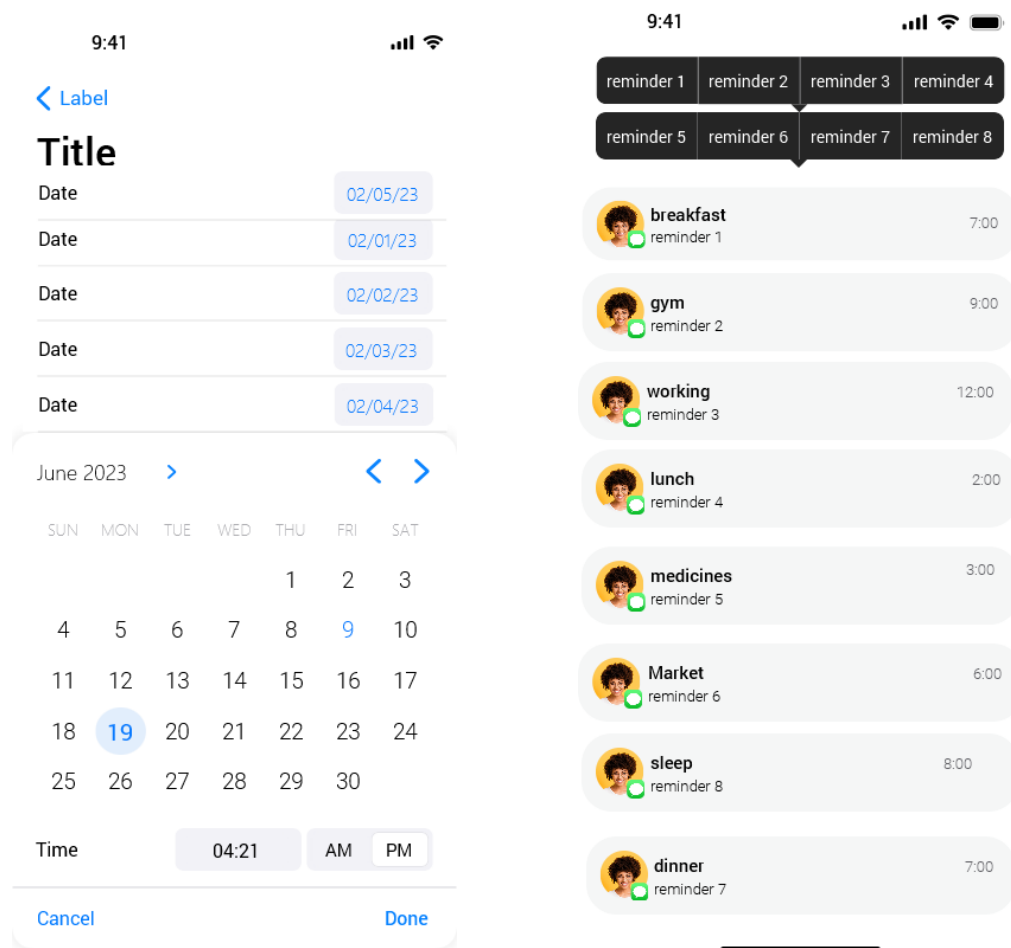 9:41
Label
Title
Date 02/05/23
Date 02/01/23
Date 02/02/23
Date 02/03/23
Date 02/04/23
June 2023
SUN MON TUE WED THU FRI SAT
1 2 3
4 5 6 7 8 9 10
11 12 13 14 15 16 17
18 19 20 21 22 23 24
25 26 27 28 29 30
Time 04:21 AM PM
Cancel Done
9:41
reminder 1 reminder 2 reminder 3 reminder 4
reminder 5 reminder 6 reminder 7 reminder 8
breakfast 7:00
reminder 1
gym 9:00
reminder 2
working 12:00
reminder 3
lunch 2:00
reminder 4
medicines 3:00
reminder 5
Market 6:00
reminder 6
sleep 8:00
reminder 8
dinner 7:00
reminder 7